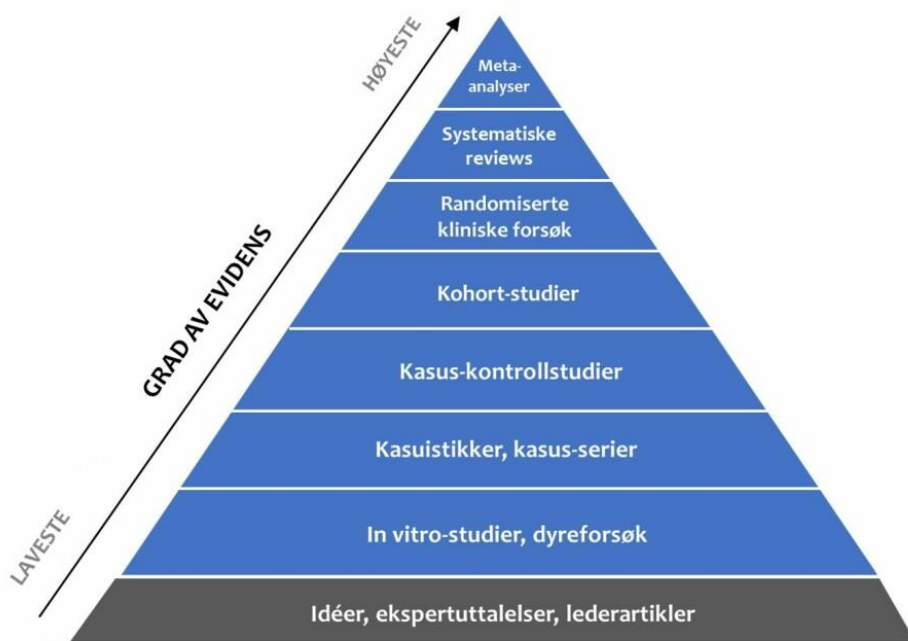 HØYESTE
GRAD AV EVIDENS
LAVESTE
Meta-
analyser
Systematiske
reviews
Randomiserte
kliniske forsøk
Kohort-studier
Kasus-kontrollstudier
Kasuistikker, kasus-serier
In vitro-studier, dyreforsøk
Idéer, ekspertuttalelser, lederartikler